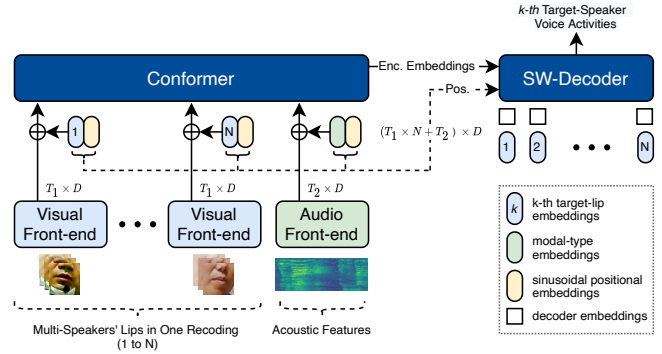 k-th Target-Speaker
Voice Activities
Conformer
Enc. Embeddings
SW-Decoder
Pos.
1
N
(T1 × N + T2 ) × D
1
2
N
T1 × D
T1 × D
T2 × D
Visual
Front-end
Visual
Front-end
Audio
Front-end
k
k-th target-lip
embeddings
modal-type
embeddings
sinusoidal positional
embeddings
decoder embeddings
Multi-Speakers' Lips in One Recoding
(1 to N)
Acoustic Features